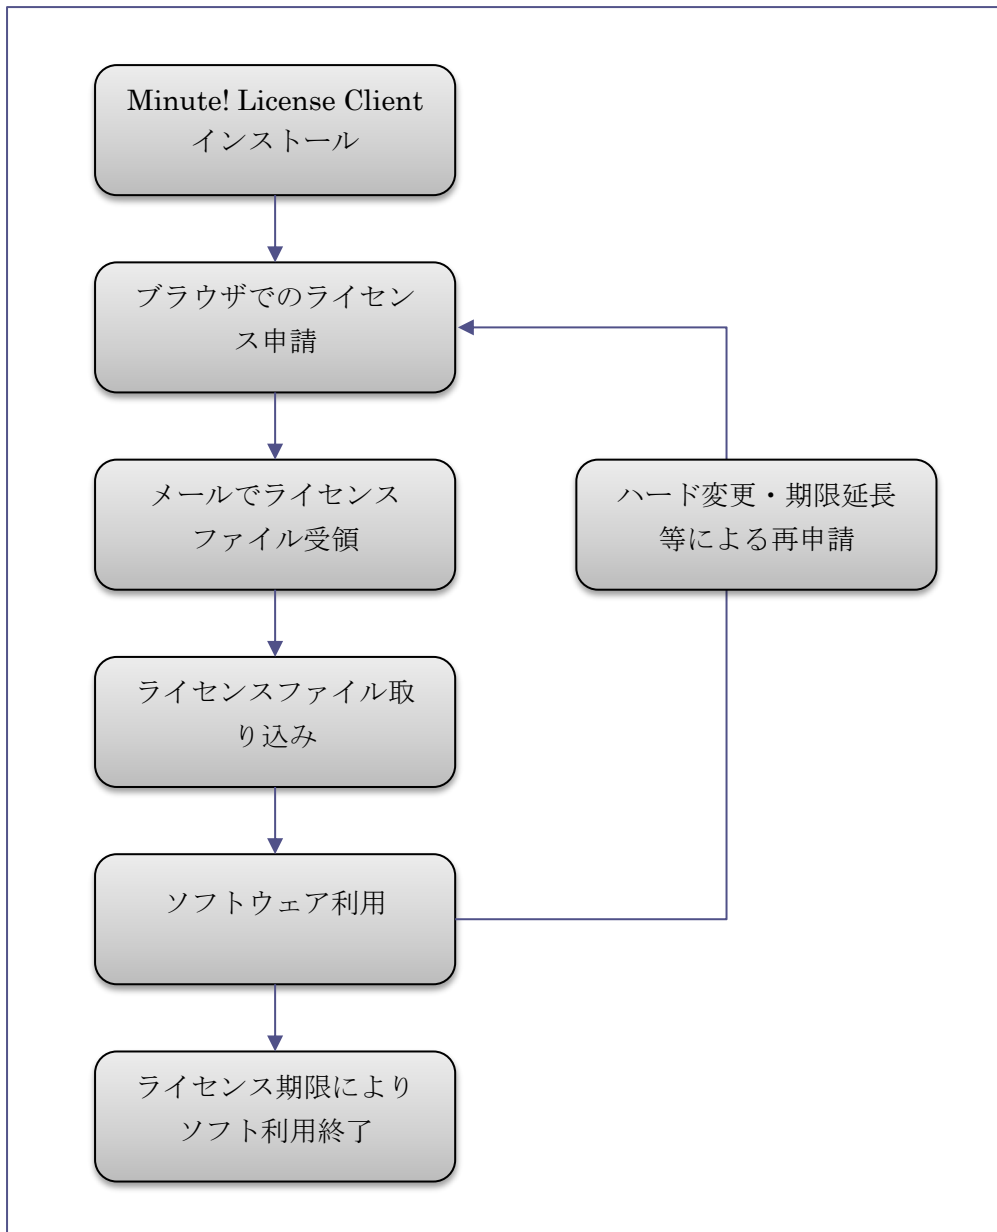 Minute! License Client
インストール
ブラウザでのライセン
ス申請
メールでライセンス
ファイル受領
ハード変更・期限延長
等による再申請
ライセンスファイル取
り込み
ソフトウェア利用
ライセンス期限により
ソフト利用終了